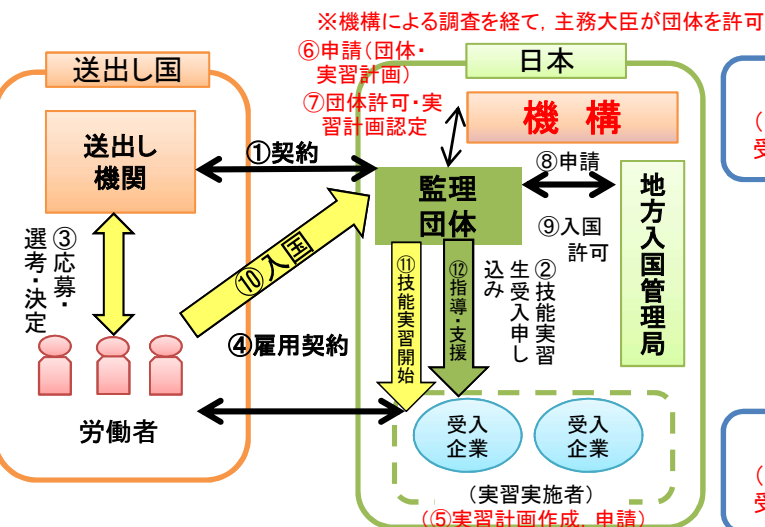 ※機構による調査を経て，主務大臣が団体を許可
⑥申請（団体・
実習計画）
⑦団体許可・実
習計画認定
送出し国
日本
機 構
送出し
機関
①契約
監理
団体
⑧申請
⑨入国
許可
地方入国管理局
③応募・
選考・決定
⑩入国
⑪技能実習開始
⑫指導・支援
②技能実習
生受入申し
込み
④雇用契約
労働者
受入
企業
受入
企業
（実習実施者）
（⑤実習計画作成，申請）
（
受
（
受